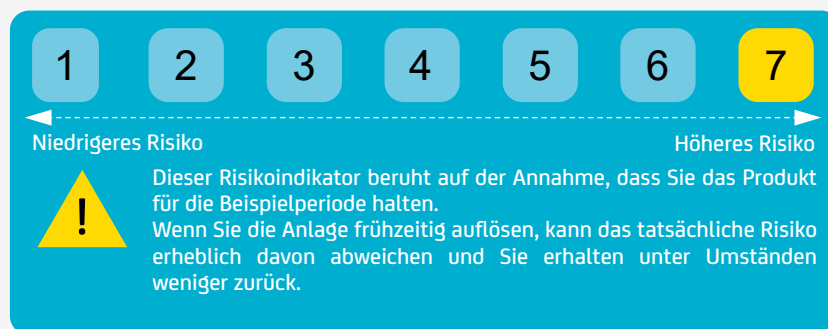 1 2 3 4 5 6 7
Niedrigeres Risiko Höheres Risiko
!
Dieser Risikoindikator beruht auf der Annahme, dass Sie das Produkt
für die Beispielperiode halten.
Wenn Sie die Anlage frühzeitig auflösen, kann das tatsächliche Risiko
erheblich davon abweichen und Sie erhalten unter Umständen
weniger zurück.